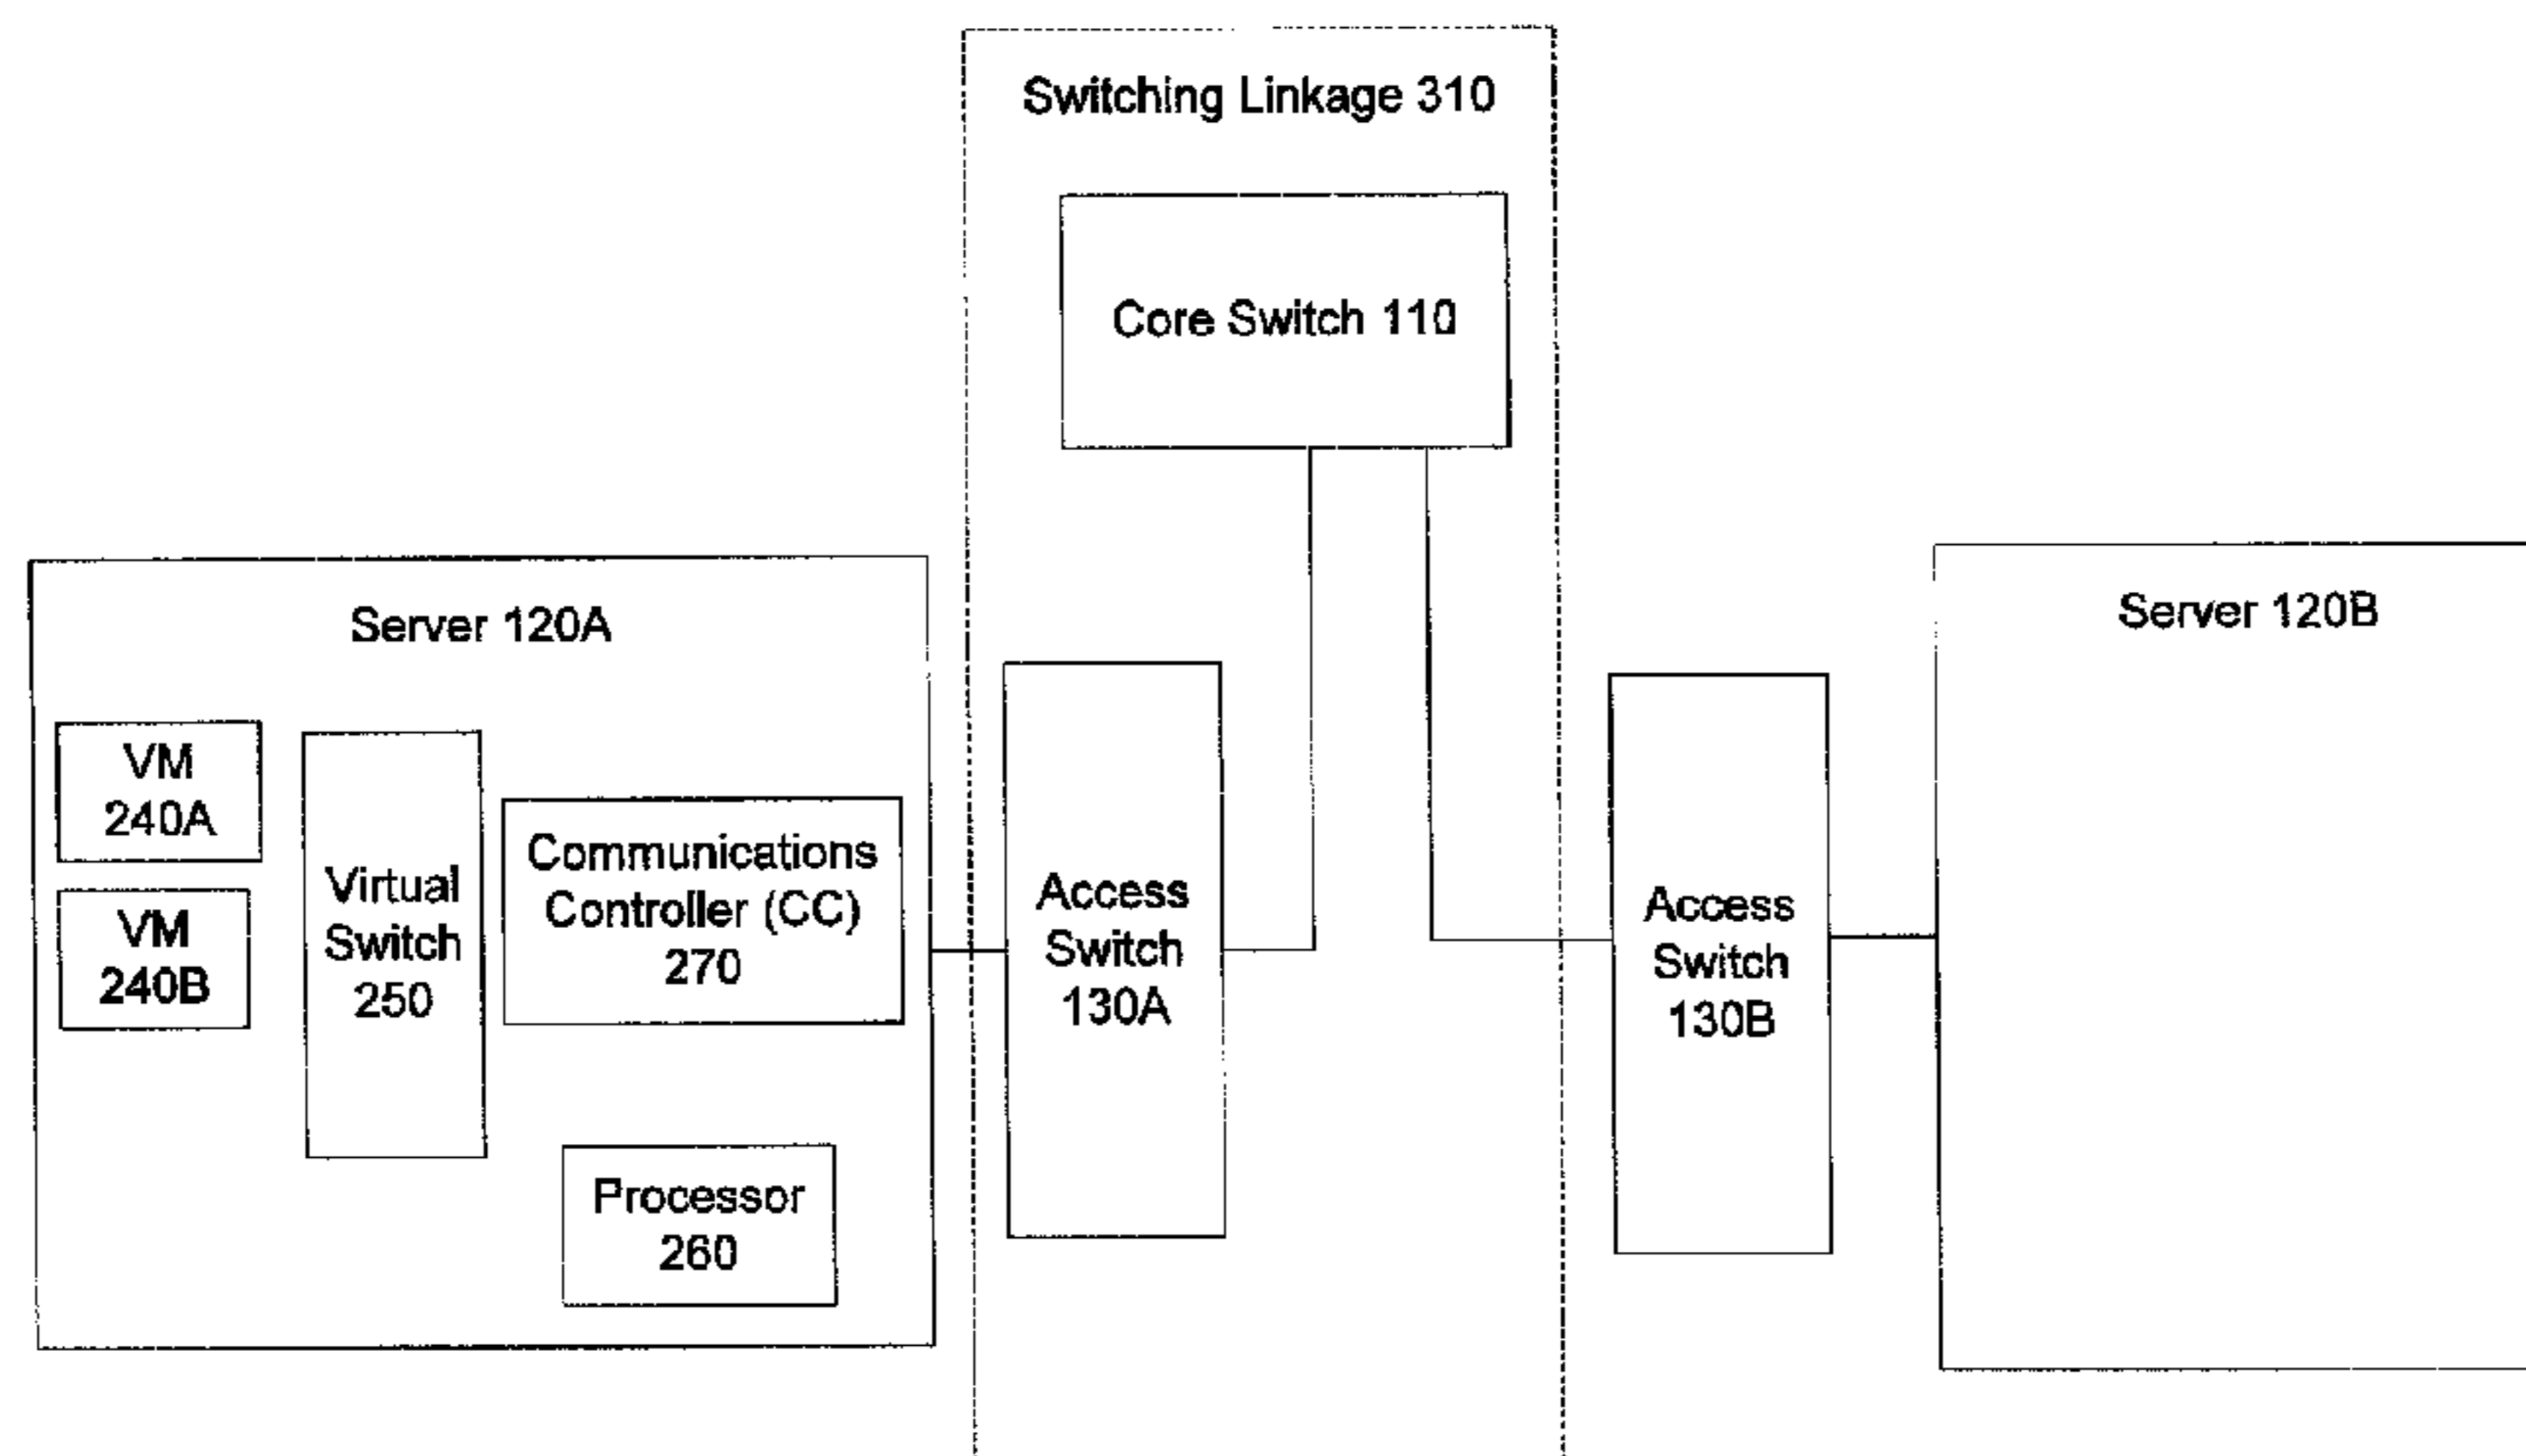 Switching Linkage 310
Core Switch 110
Server 120A
VM
240A
VM
240B
Virtual
Switch
250
Communications
Controller (CC)
270
Processor
260
Access
Switch
130A
Access
Switch
130B
Server 120B